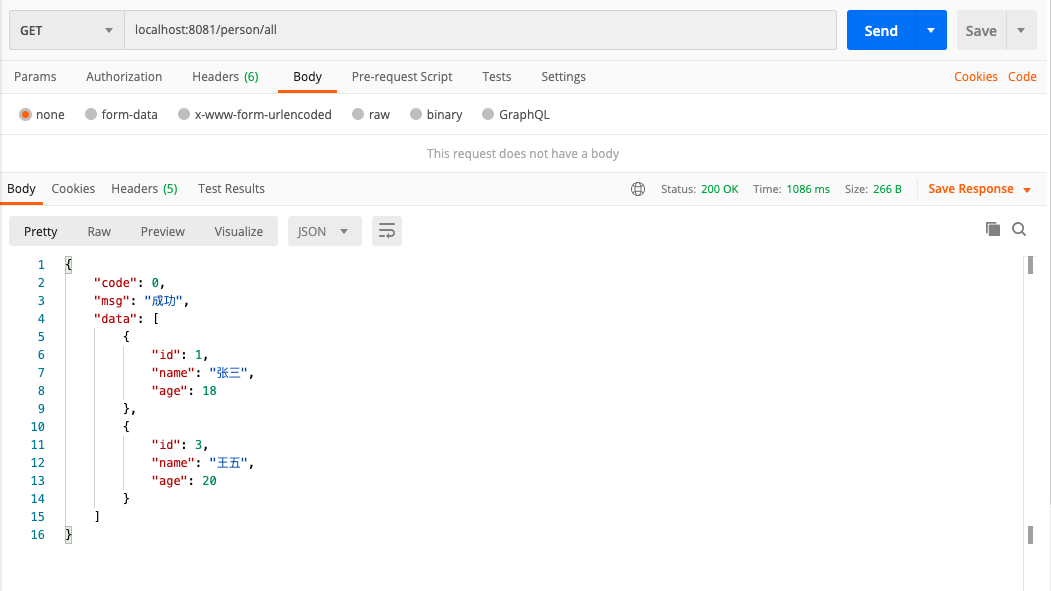 GET localhost:8081/person/all Send Save
Params Authorization Headers (6) Body Pre-request Script Tests Settings Cookies Code
none form-data x-www-form-urlencoded raw binary GraphQL
This request does not have a body
Body Cookies Headers (5) Test Results Status: 200 OK Time: 1086 ms Size: 266 B Save Response
Pretty Raw Preview Visualize JSON
1 {
2 "code": 0,
3 "msg": "成功",
4 "data": [
5 {
6 "id": 1,
7 "name": "张三",
8 "age": 18
9 },
10 {
11 "id": 3,
12 "name": "王五",
13 "age": 20
14 }
15 ]
16 }